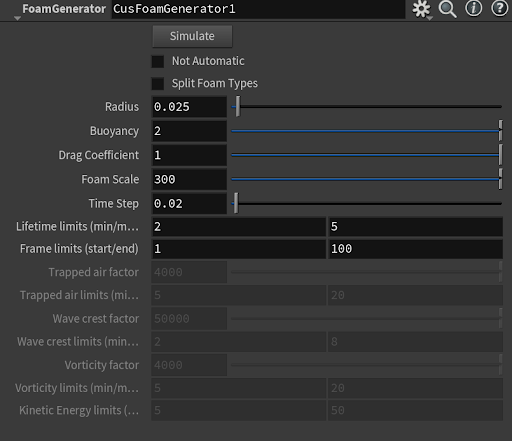 FoamGenerator CusFoamGenerator1
Simulate
Not Automatic
Split Foam Types
Radius 0.025
Buoyancy 2
Drag Coefficient 1
Foam Scale 300
Time Step 0.02
Lifetime limits (min/m... 2 5
Frame limits (start/end) 1 100
Trapped air factor 4000
Trapped air limits (mi... 5 20
Wave crest factor 50000
Wave crest limits (min... 2 8
Vorticity factor 4000
Vorticity limits (min/m... 5 20
Kinetic Energy limits (... 5 50